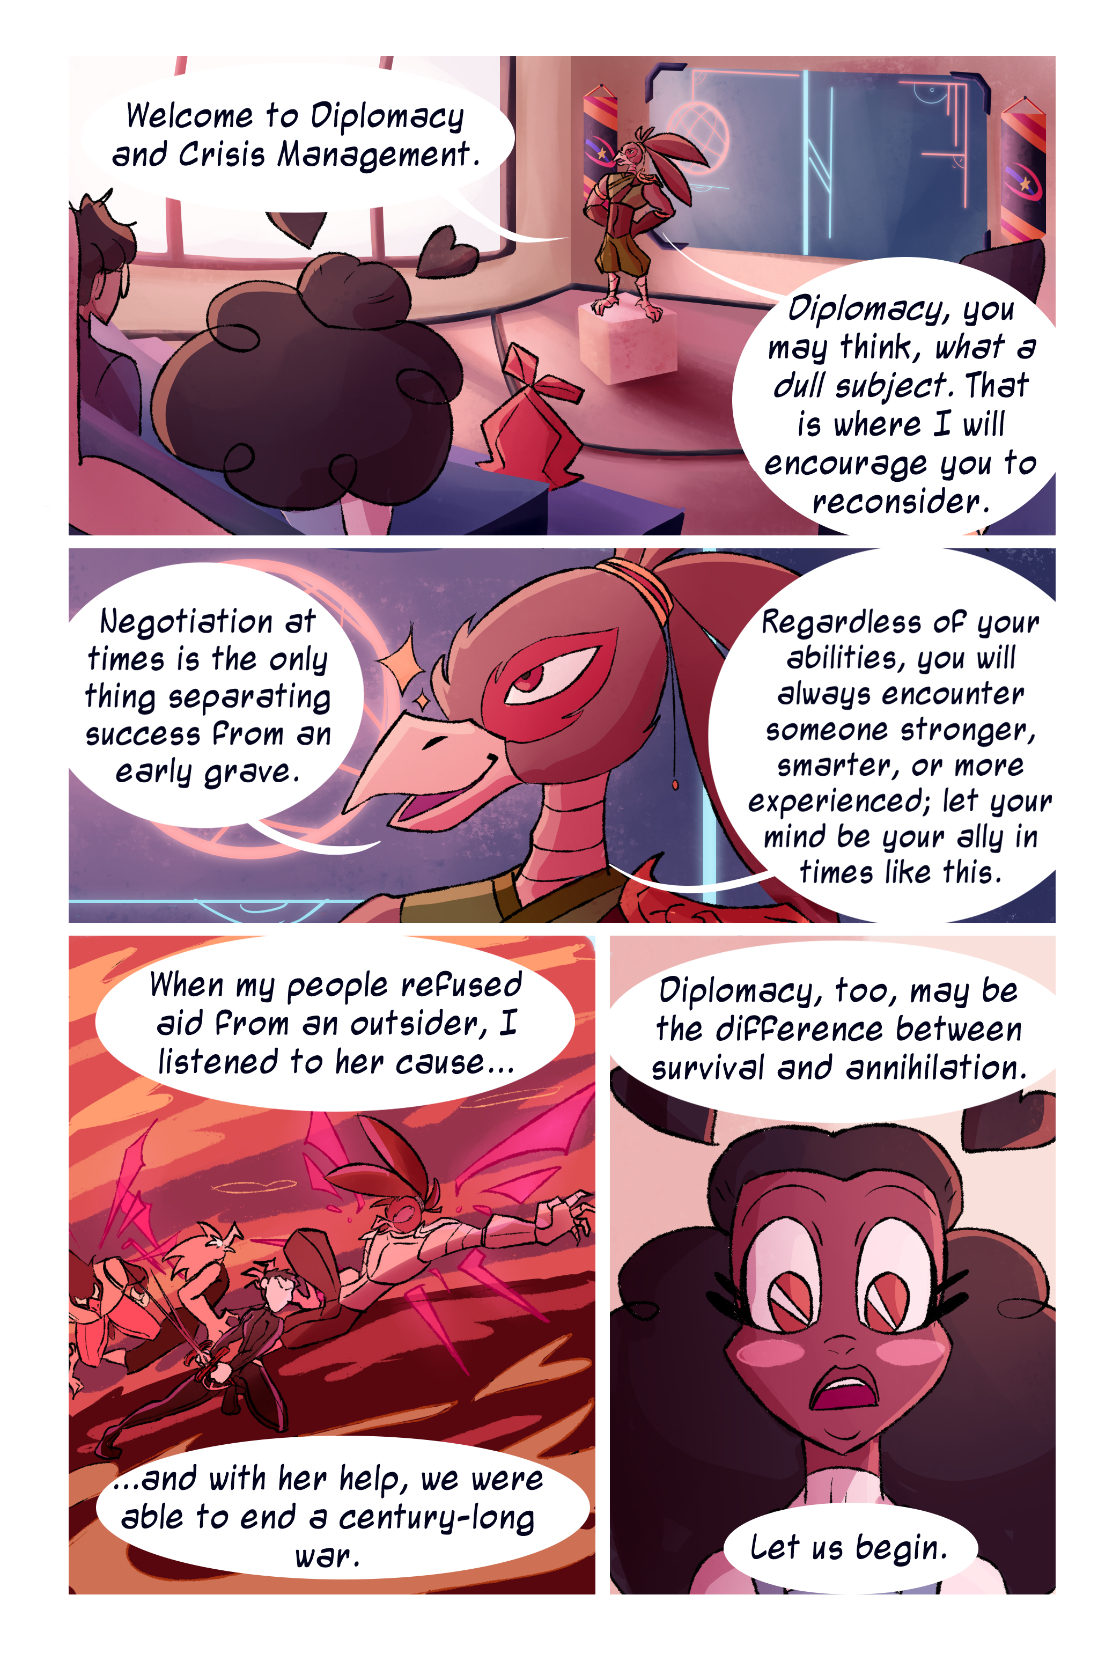 Welcome to Diplomacy
and Crisis Management.
Diplomacy, you
may think, what a
dull subject. That
is where I will
encourage you to
reconsider.
Negotiation at
times is the only
thing separating
success from an
early grave.
Regardless of your
abilities, you will
always encounter
someone stronger,
smarter, or more
experienced; let your
mind be your ally in
times like this.
When my people refused
aid from an outsider, I
listened to her cause...
...and with her help, we were
able to end a century-long
war.
Diplomacy, too, may be
the difference between
survival and annihilation.
Let us begin.